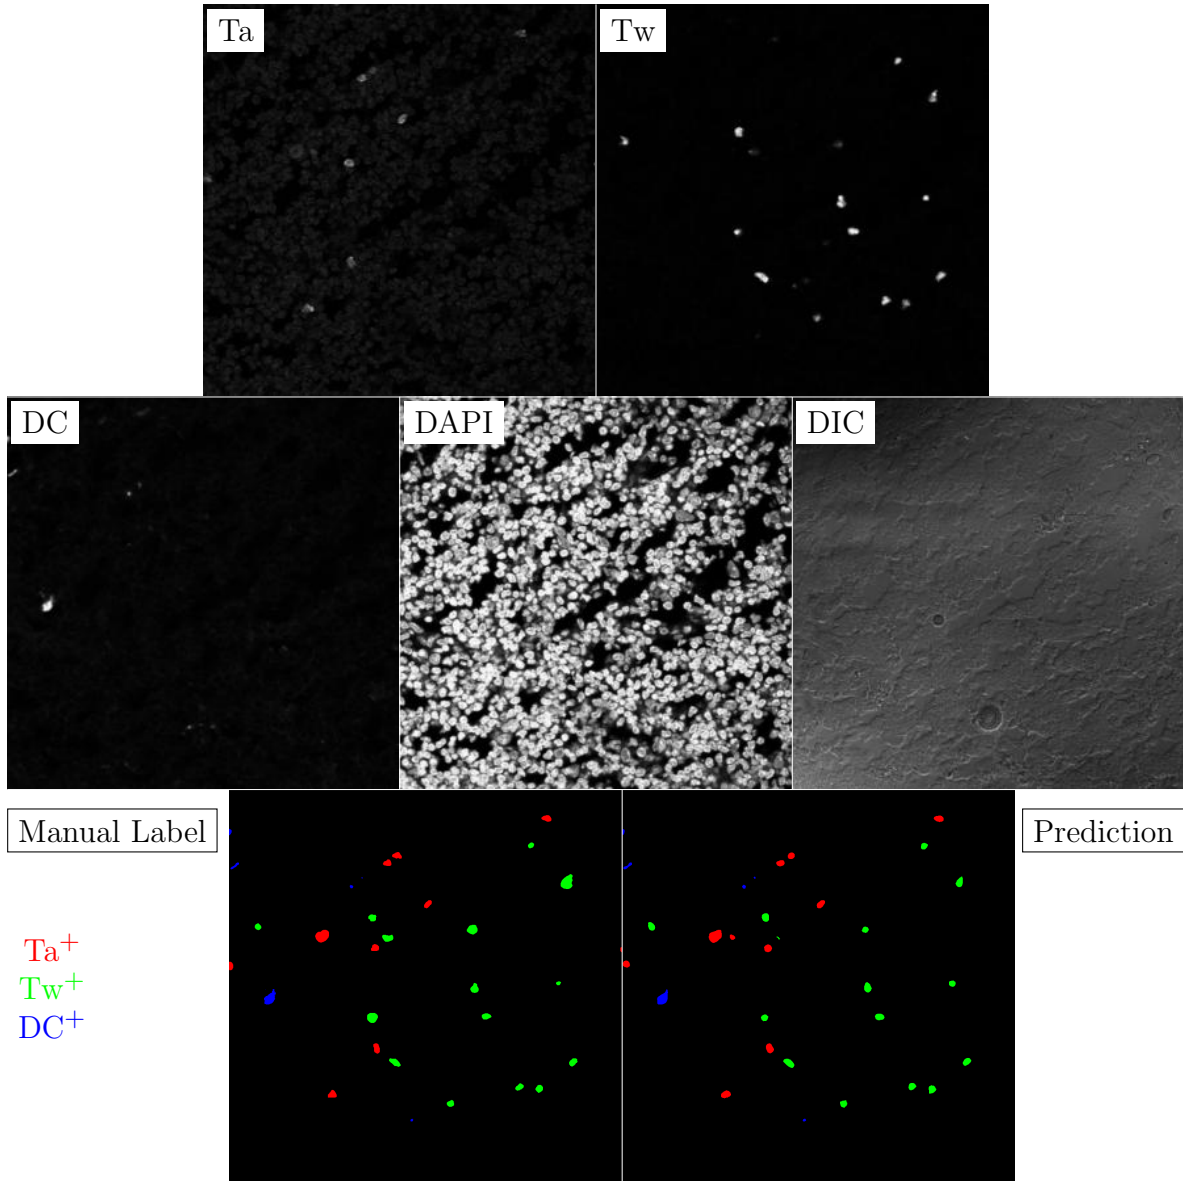 Ta
Tw
DC
DAPI
DIC
Manual Label
Prediction
Ta+
Tw+
DC+